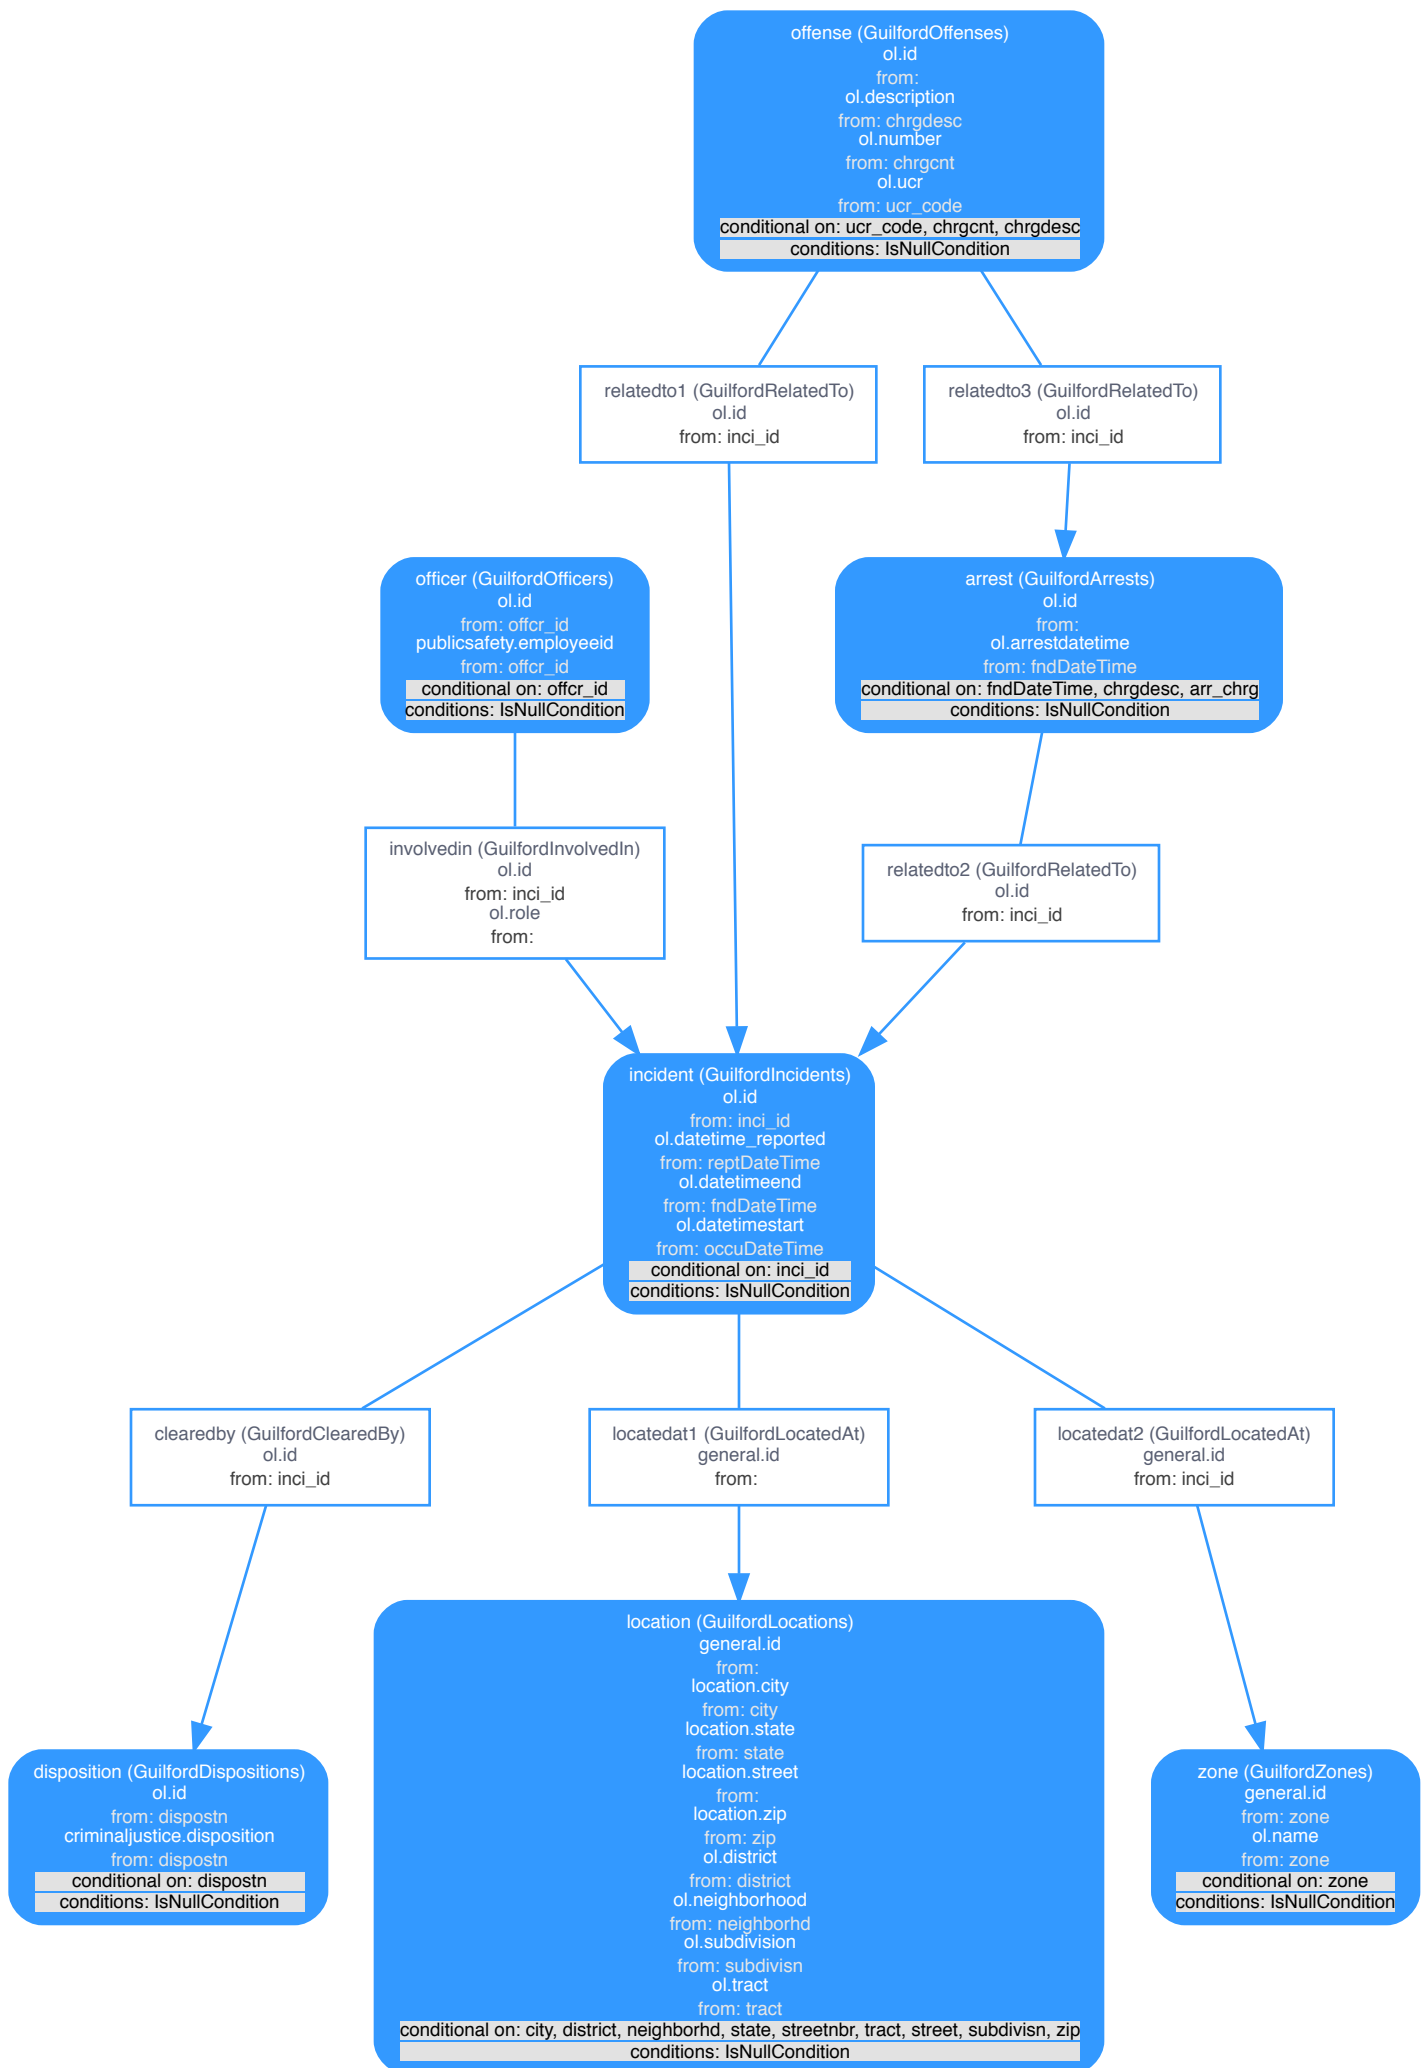 offense (GuilfordOffenses)
ol.id
from:
ol.description
from: chrgdesc
ol.number
from: chrgcnt
ol.ucr
from: ucr_code
conditional on: ucr_code, chrgcnt, chrgdesc
conditions: IsNullCondition
relatedto1 (GuilfordRelatedTo)
ol.id
from: inci_id
relatedto3 (GuilfordRelatedTo)
ol.id
from: inci_id
officer (GuilfordOfficers)
ol.id
from: offcr_id
publicsafety.employeeid
from: offcr_id
conditional on: offcr_id
conditions: IsNullCondition
arrest (GuilfordArrests)
ol.id
from:
ol.arrestdatetime
from: fndDateTime
conditional on: fndDateTime, chrgdesc, arr_chrg
conditions: IsNullCondition
involvedin (GuilfordInvolvedIn)
ol.id
from: inci_id
ol.role
from:
relatedto2 (GuilfordRelatedTo)
ol.id
from: inci_id
incident (GuilfordIncidents)
ol.id
from: inci_id
ol.datetime_reported
from: reptDateTime
ol.datetimeend
from: fndDateTime
ol.datetimestart
from: occuDateTime
conditional on: inci_id
conditions: IsNullCondition
clearedby (GuilfordClearedBy)
ol.id
from: inci_id
locatedat1 (GuilfordLocatedAt)
general.id
from:
locatedat2 (GuilfordLocatedAt)
general.id
from: inci_id
location (GuilfordLocations)
general.id
from:
location.city
from: city
location.state
from: state
location.street
from:
location.zip
from: zip
ol.district
from: district
ol.neighborhood
from: neighborhd
ol.subdivision
from: subdivisn
ol.tract
from: tract
conditional on: city, district, neighborhd, state, streetnbr, tract, street, subdivisn, zip
conditions: IsNullCondition
disposition (GuilfordDispositions)
ol.id
from: dispostn
criminaljustice.disposition
from: dispostn
conditional on: dispostn
conditions: IsNullCondition
zone (GuilfordZones)
general.id
from: zone
ol.name
from: zone
conditional on: zone
conditions: IsNullCondition